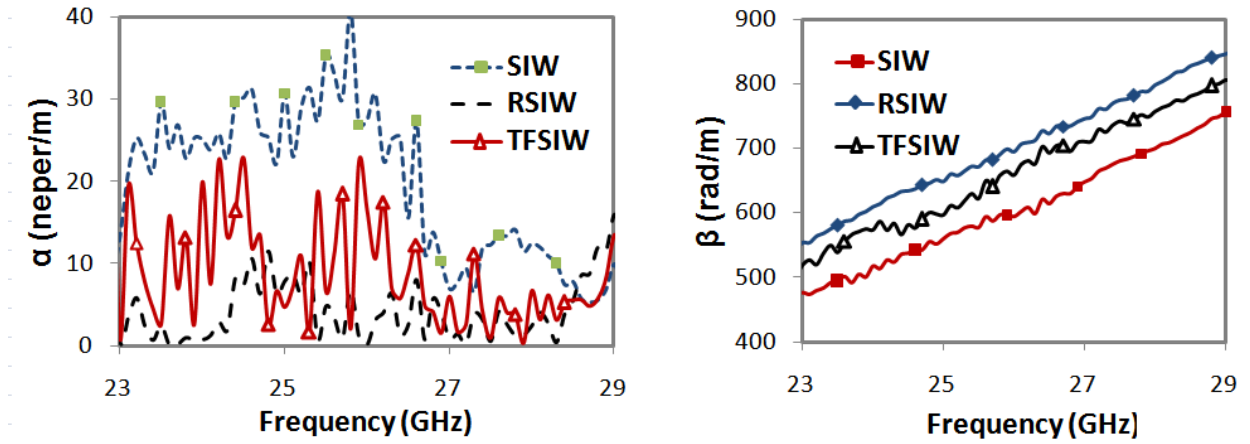 40
30
20
10
0
α (neper/m)
SIW
RSIW
TFSIW
23 25 27 29
Frequency (GHz)
900
800
700
600
500
400
β (rad/m)
SIW
RSIW
TFSIW
23 25 27 29
Frequency (GHz)